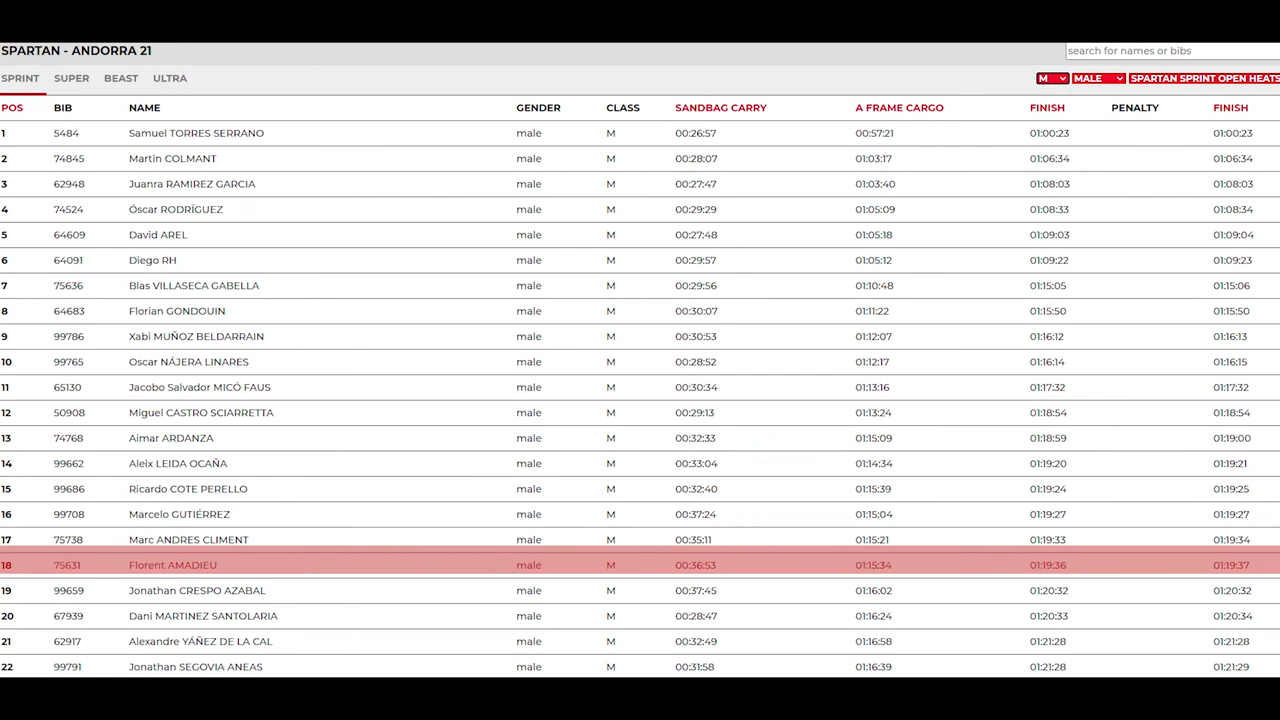 SPARTAN - ANDORRA 21
search for names or bibs
SPRINT SUPER BEAST ULTRA M MALE SPARTAN SPRINT OPEN HEATS
POS BIB NAME GENDER CLASS SANDBAG CARRY A FRAME CARGO FINISH PENALTY FINISH
1 5484 Samuel TORRES SERRANO male M 00:26:57 00:57:21 01:00:23 01:00:23
2 74845 Martin COLMANT male M 00:28:07 01:03:17 01:06:34 01:06:34
3 62948 Juanra RAMIREZ GARCIA male M 00:27:47 01:03:40 01:08:03 01:08:03
4 74524 Óscar RODRÍGUEZ male M 00:29:29 01:05:09 01:08:33 01:08:34
5 64609 David AREL male M 00:27:48 01:05:18 01:09:03 01:09:04
6 64091 Diego RH male M 00:29:57 01:05:12 01:09:22 01:09:23
7 75636 Blas VILLASECA GABELLA male M 00:29:56 01:10:48 01:15:05 01:15:06
8 64683 Florian GONDOUIN male M 00:30:07 01:11:22 01:15:50 01:15:50
9 99786 Xabi MUÑOZ BELDARRAIN male M 00:30:53 01:12:07 01:16:12 01:16:13
10 99765 Oscar NÁJERA LINARES male M 00:28:52 01:12:17 01:16:14 01:16:15
11 65130 Jacobo Salvador MICÓ FAUS male M 00:30:34 01:13:16 01:17:32 01:17:32
12 50908 Miguel CASTRO SCIARRETTA male M 00:29:13 01:13:24 01:18:54 01:18:54
13 74768 Aimar ARDANZA male M 00:32:33 01:15:09 01:18:59 01:19:00
14 99662 Aleix LEIDA OCAÑA male M 00:33:04 01:14:34 01:19:20 01:19:21
15 99686 Ricardo COTE PERELLO male M 00:32:40 01:15:39 01:19:24 01:19:25
16 99708 Marcelo GUTIÉRREZ male M 00:37:24 01:15:04 01:19:27 01:19:27
17 75738 Marc ANDRES CLIMENT male M 00:35:11 01:15:21 01:19:33 01:19:34
18 75631 Florent AMADIEU male M 00:36:53 01:15:34 01:19:36 01:19:37
19 99659 Jonathan CRESPO AZABAL male M 00:37:45 01:16:02 01:20:32 01:20:32
20 67939 Dani MARTINEZ SANTOLARIA male M 00:28:47 01:16:24 01:20:33 01:20:34
21 62917 Alexandre YÁÑEZ DE LA CAL male M 00:32:49 01:16:58 01:21:28 01:21:28
22 99791 Jonathan SEGOVIA ANEAS male M 00:31:58 01:16:39 01:21:28 01:21:29